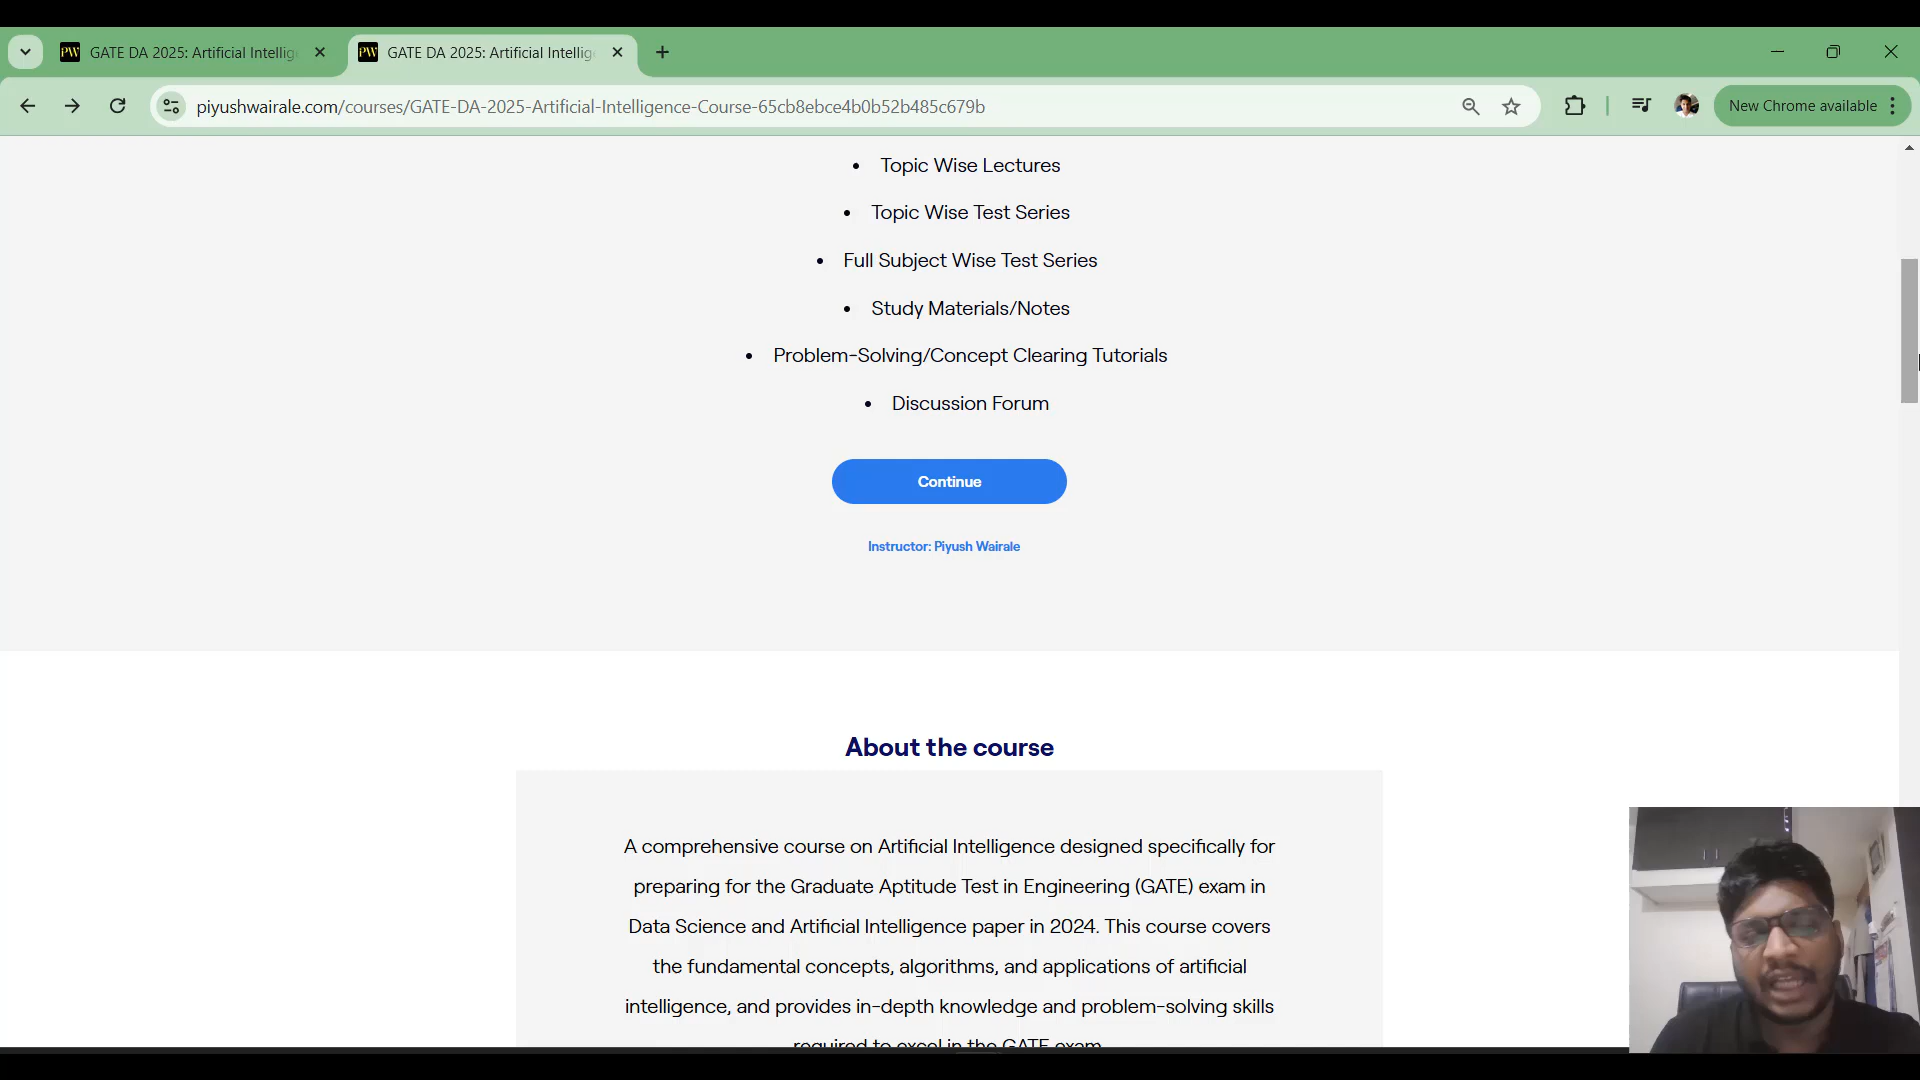 PW GATE DA 2025: Artificial Intellig
PW GATE DA 2025: Artificial Intellig
piyushwairale.com/courses/GATE-DA-2025-Artificial-Intelligence-Course-65cb8ebce4b0b52b485c679b
New Chrome available
• Topic Wise Lectures
• Topic Wise Test Series
• Full Subject Wise Test Series
• Study Materials/Notes
• Problem-Solving/Concept Clearing Tutorials
• Discussion Forum
Continue
Instructor: Piyush Wairale
About the course
A comprehensive course on Artificial Intelligence designed specifically for
preparing for the Graduate Aptitude Test in Engineering (GATE) exam in
Data Science and Artificial Intelligence paper in 2024. This course covers
the fundamental concepts, algorithms, and applications of artificial
intelligence, and provides in-depth knowledge and problem-solving skills
required to excel in the GATE exam.